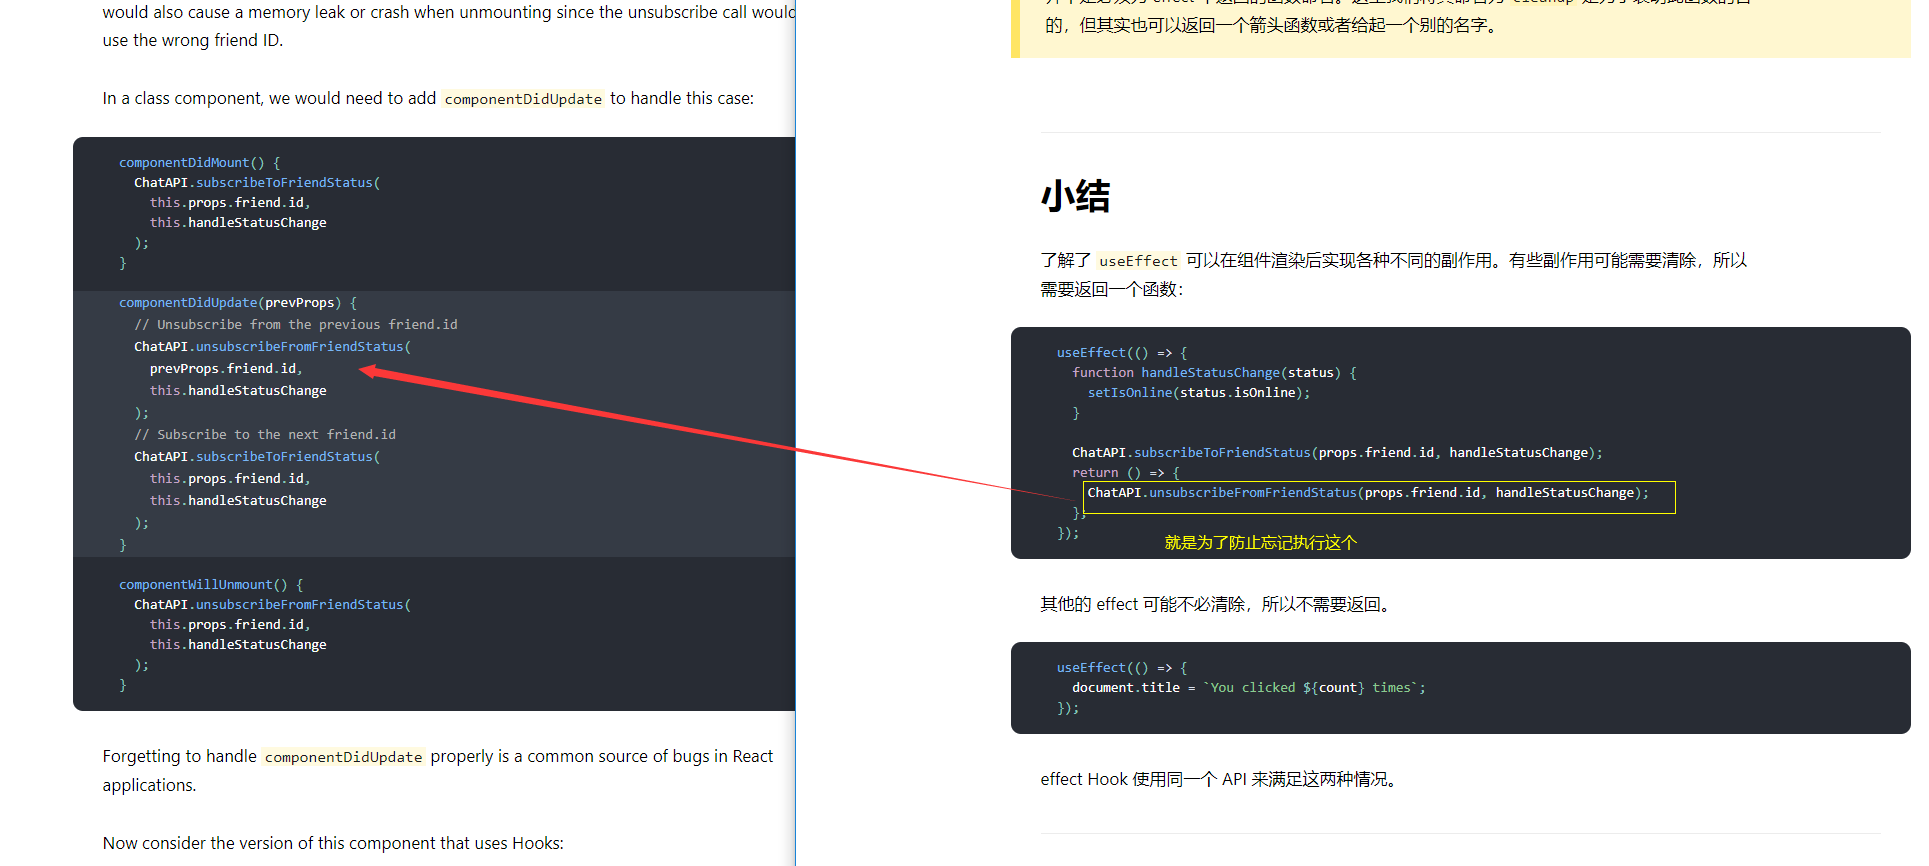 would also cause a memory leak or crash when unmounting since the unsubscribe call would
use the wrong friend ID.
In a class component, we would need to add componentDidUpdate to handle this case:
componentDidMount() {
ChatAPI.subscribeToFriendStatus(
this.props.friend.id,
this.handleStatusChange
);
}
componentDidUpdate(prevProps) {
// Unsubscribe from the previous friend.id
ChatAPI.unsubscribeFromFriendStatus(
prevProps.friend.id,
this.handleStatusChange
);
// Subscribe to the next friend.id
ChatAPI.subscribeToFriendStatus(
this.props.friend.id,
this.handleStatusChange
);
}
componentWillUnmount() {
ChatAPI.unsubscribeFromFriendStatus(
this.props.friend.id,
this.handleStatusChange
);
}
Forgetting to handle componentDidUpdate properly is a common source of bugs in React
applications.
Now consider the version of this component that uses Hooks:
的，但其实也可以返回一个箭头函数或者给起一个别的名字。
小结
了解了 useEffect 可以在组件渲染后实现各种不同的副作用。有些副作用可能需要清除，所以
需要返回一个函数：
useEffect(() => {
function handleStatusChange(status) {
setIsOnline(status.isOnline);
}
ChatAPI.subscribeToFriendStatus(props.friend.id, handleStatusChange);
return () => {
ChatAPI.unsubscribeFromFriendStatus(props.friend.id, handleStatusChange);
};
});
就是为了防止忘记执行这个
其他的 effect 可能不必清除，所以不需要返回。
useEffect(() => {
document.title = `You clicked ${count} times`;
});
effect Hook 使用同一个 API 来满足这两种情况。